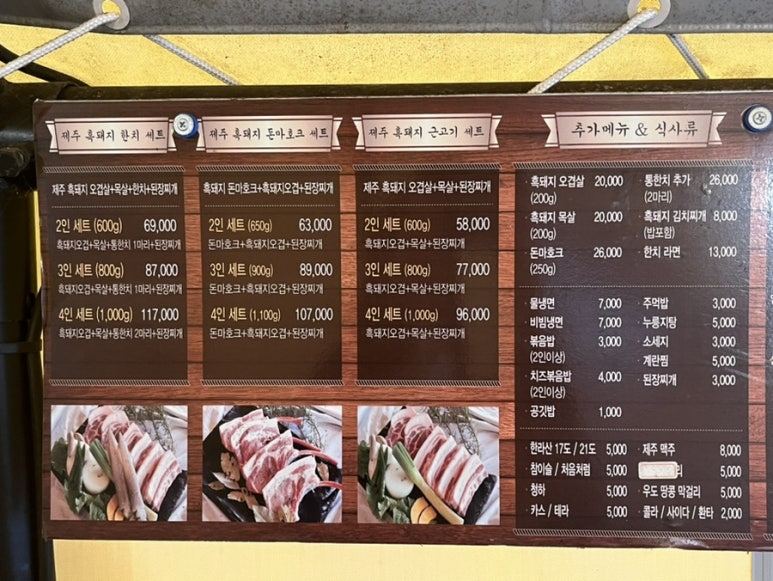 제주 흑돼지 한치 세트
제주 흑돼지 오겹살+목살+한치+된장찌개
2인 세트 (600g) 69,000
흑돼지오겹+목살+통한치 1마리+된장찌개
3인 세트 (800g) 87,000
흑돼지오겹+목살+통한치 1마리+된장찌개
4인 세트 (1,000g) 117,000
흑돼지오겹+목살+통한치 2마리+된장찌개
제주 흑돼지 돈마호크 세트
흑돼지 돈마호크+흑돼지오겹+된장찌개
2인 세트 (650g) 63,000
돈마호크+흑돼지오겹+된장찌개
3인 세트 (900g) 89,000
돈마호크+흑돼지오겹+된장찌개
4인 세트 (1,100g) 107,000
돈마호크+흑돼지오겹+된장찌개
제주 흑돼지 근고기 세트
제주 흑돼지 오겹살+목살+된장찌개
2인 세트 (600g) 58,000
흑돼지오겹+목살+된장찌개
3인 세트 (800g) 77,000
흑돼지오겹+목살+된장찌개
4인 세트 (1,000g) 96,000
흑돼지오겹+목살+된장찌개
추가메뉴 & 식사류
· 흑돼지 오겹살 20,000
(200g)
· 흑돼지 목살 20,000
(200g)
· 돈마호크 26,000
(250g)
· 통한치 추가 26,000
(2마리)
· 흑돼지 김치찌개 8,000
(밥포함)
· 한치 라면 13,000
· 물냉면 7,000
· 비빔냉면 7,000
· 볶음밥 3,000
(2인이상)
· 치즈볶음밥 4,000
(2인이상)
· 공깃밥 1,000
· 주먹밥 3,000
· 누룽지탕 5,000
· 소세지 3,000
· 계란찜 5,000
· 된장찌개 3,000
· 한라산 17도 / 21도 5,000
· 참이슬 / 처음처럼 5,000
· 청하 5,000
· 카스 / 테라 5,000
· 제주 맥주 8,000
리 5,000
· 우도 땅콩 막걸리 5,000
· 콜라 / 사이다 / 환타 2,000